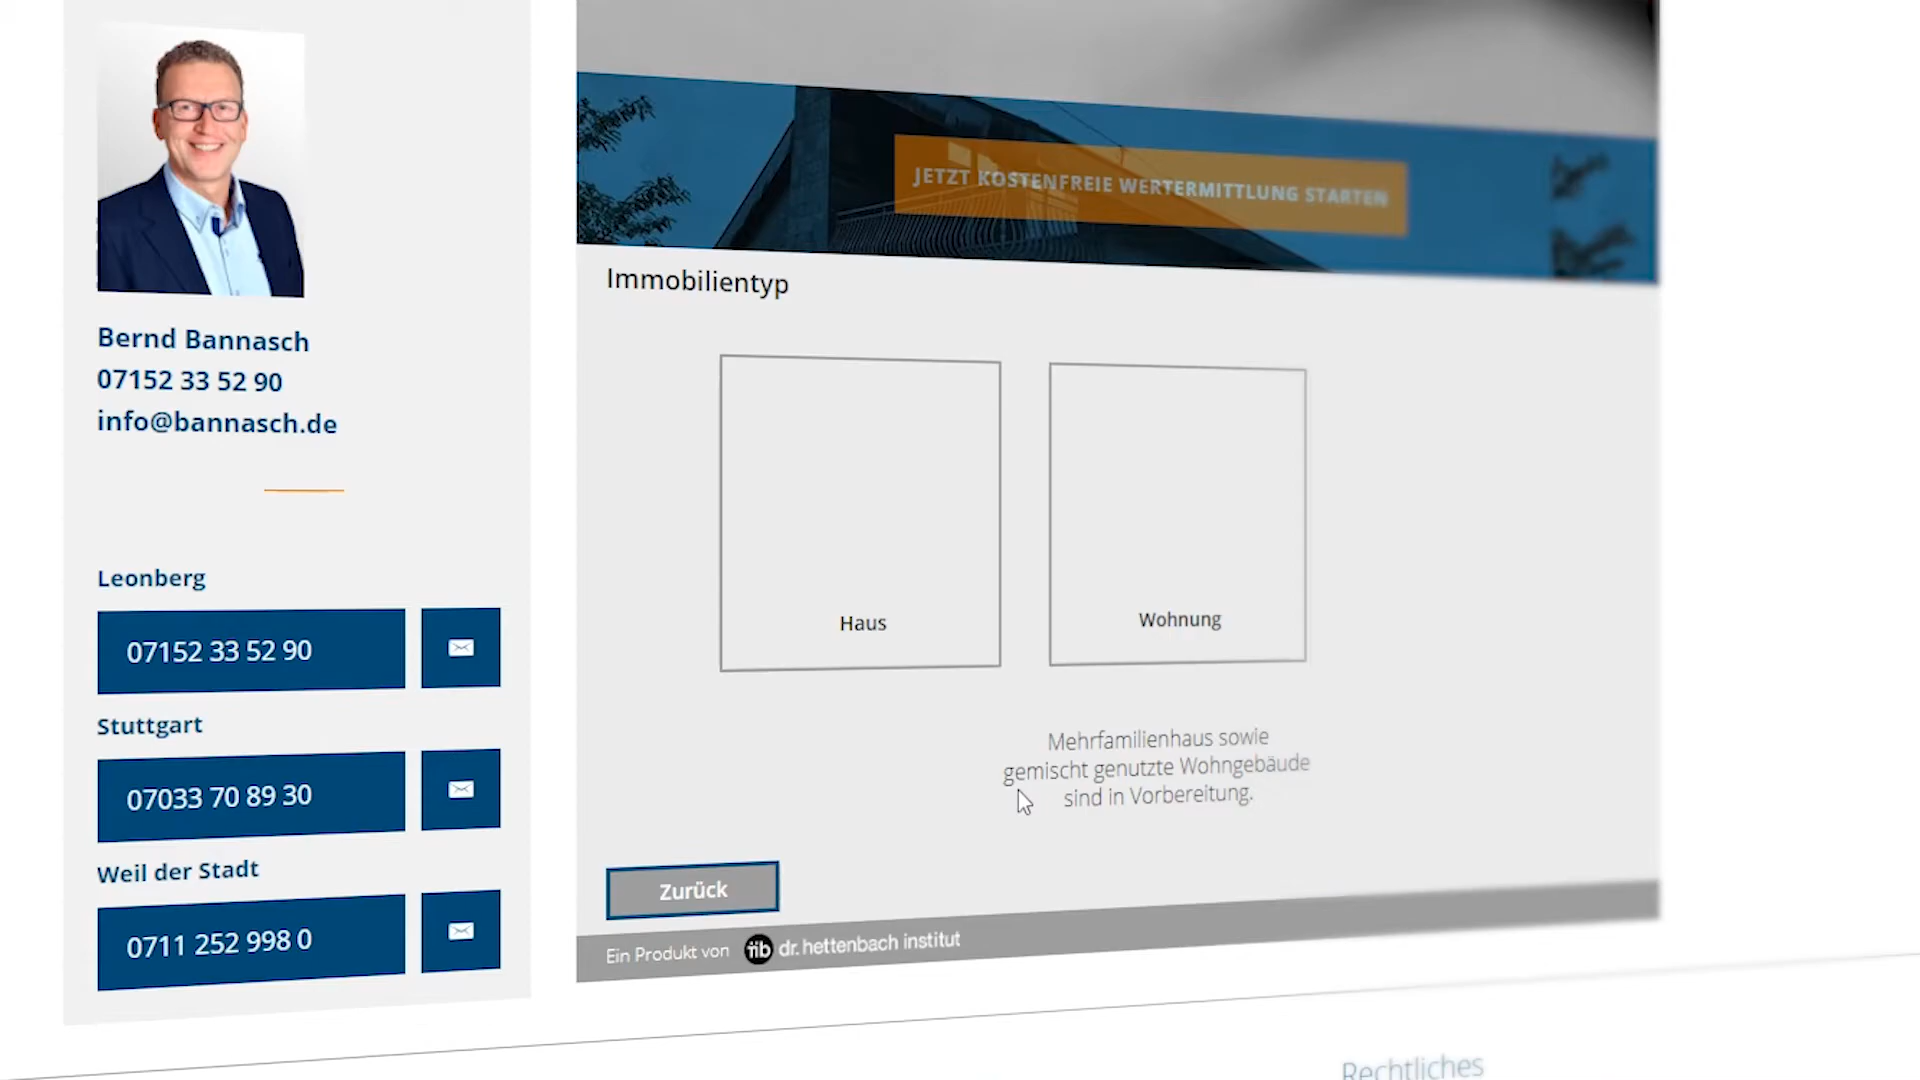 Bernd Bannasch
07152 33 52 90
info@bannasch.de
Leonberg
07152 33 52 90
Stuttgart
07033 70 89 30
Weil der Stadt
0711 252 998 0
JETZT KOSTENFREIE WERTERMITTLUNG STARTEN
Immobilientyp
Haus
Wohnung
Mehrfamilienhaus sowie
gemischt genutzte Wohngebäude
sind in Vorbereitung.
Zurück
Ein Produkt von iib dr. hettenbach institut
Rechtliches